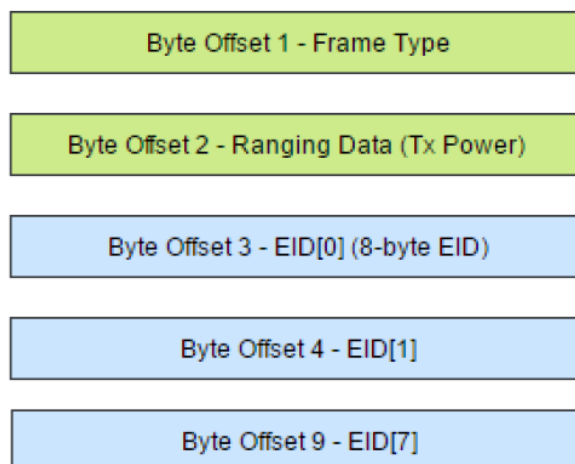 Byte Offset 1 - Frame Type
Byte Offset 2 - Ranging Data (Tx Power)
Byte Offset 3 - EID[0] (8-byte EID)
Byte Offset 4 - EID[1]
Byte Offset 9 - EID[7]